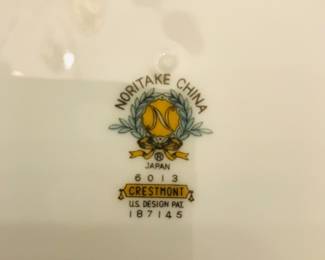 NORITAKE CHINA
N
®
JAPAN
6013
CRESTMONT
U.S. DESIGN PAT.
187145